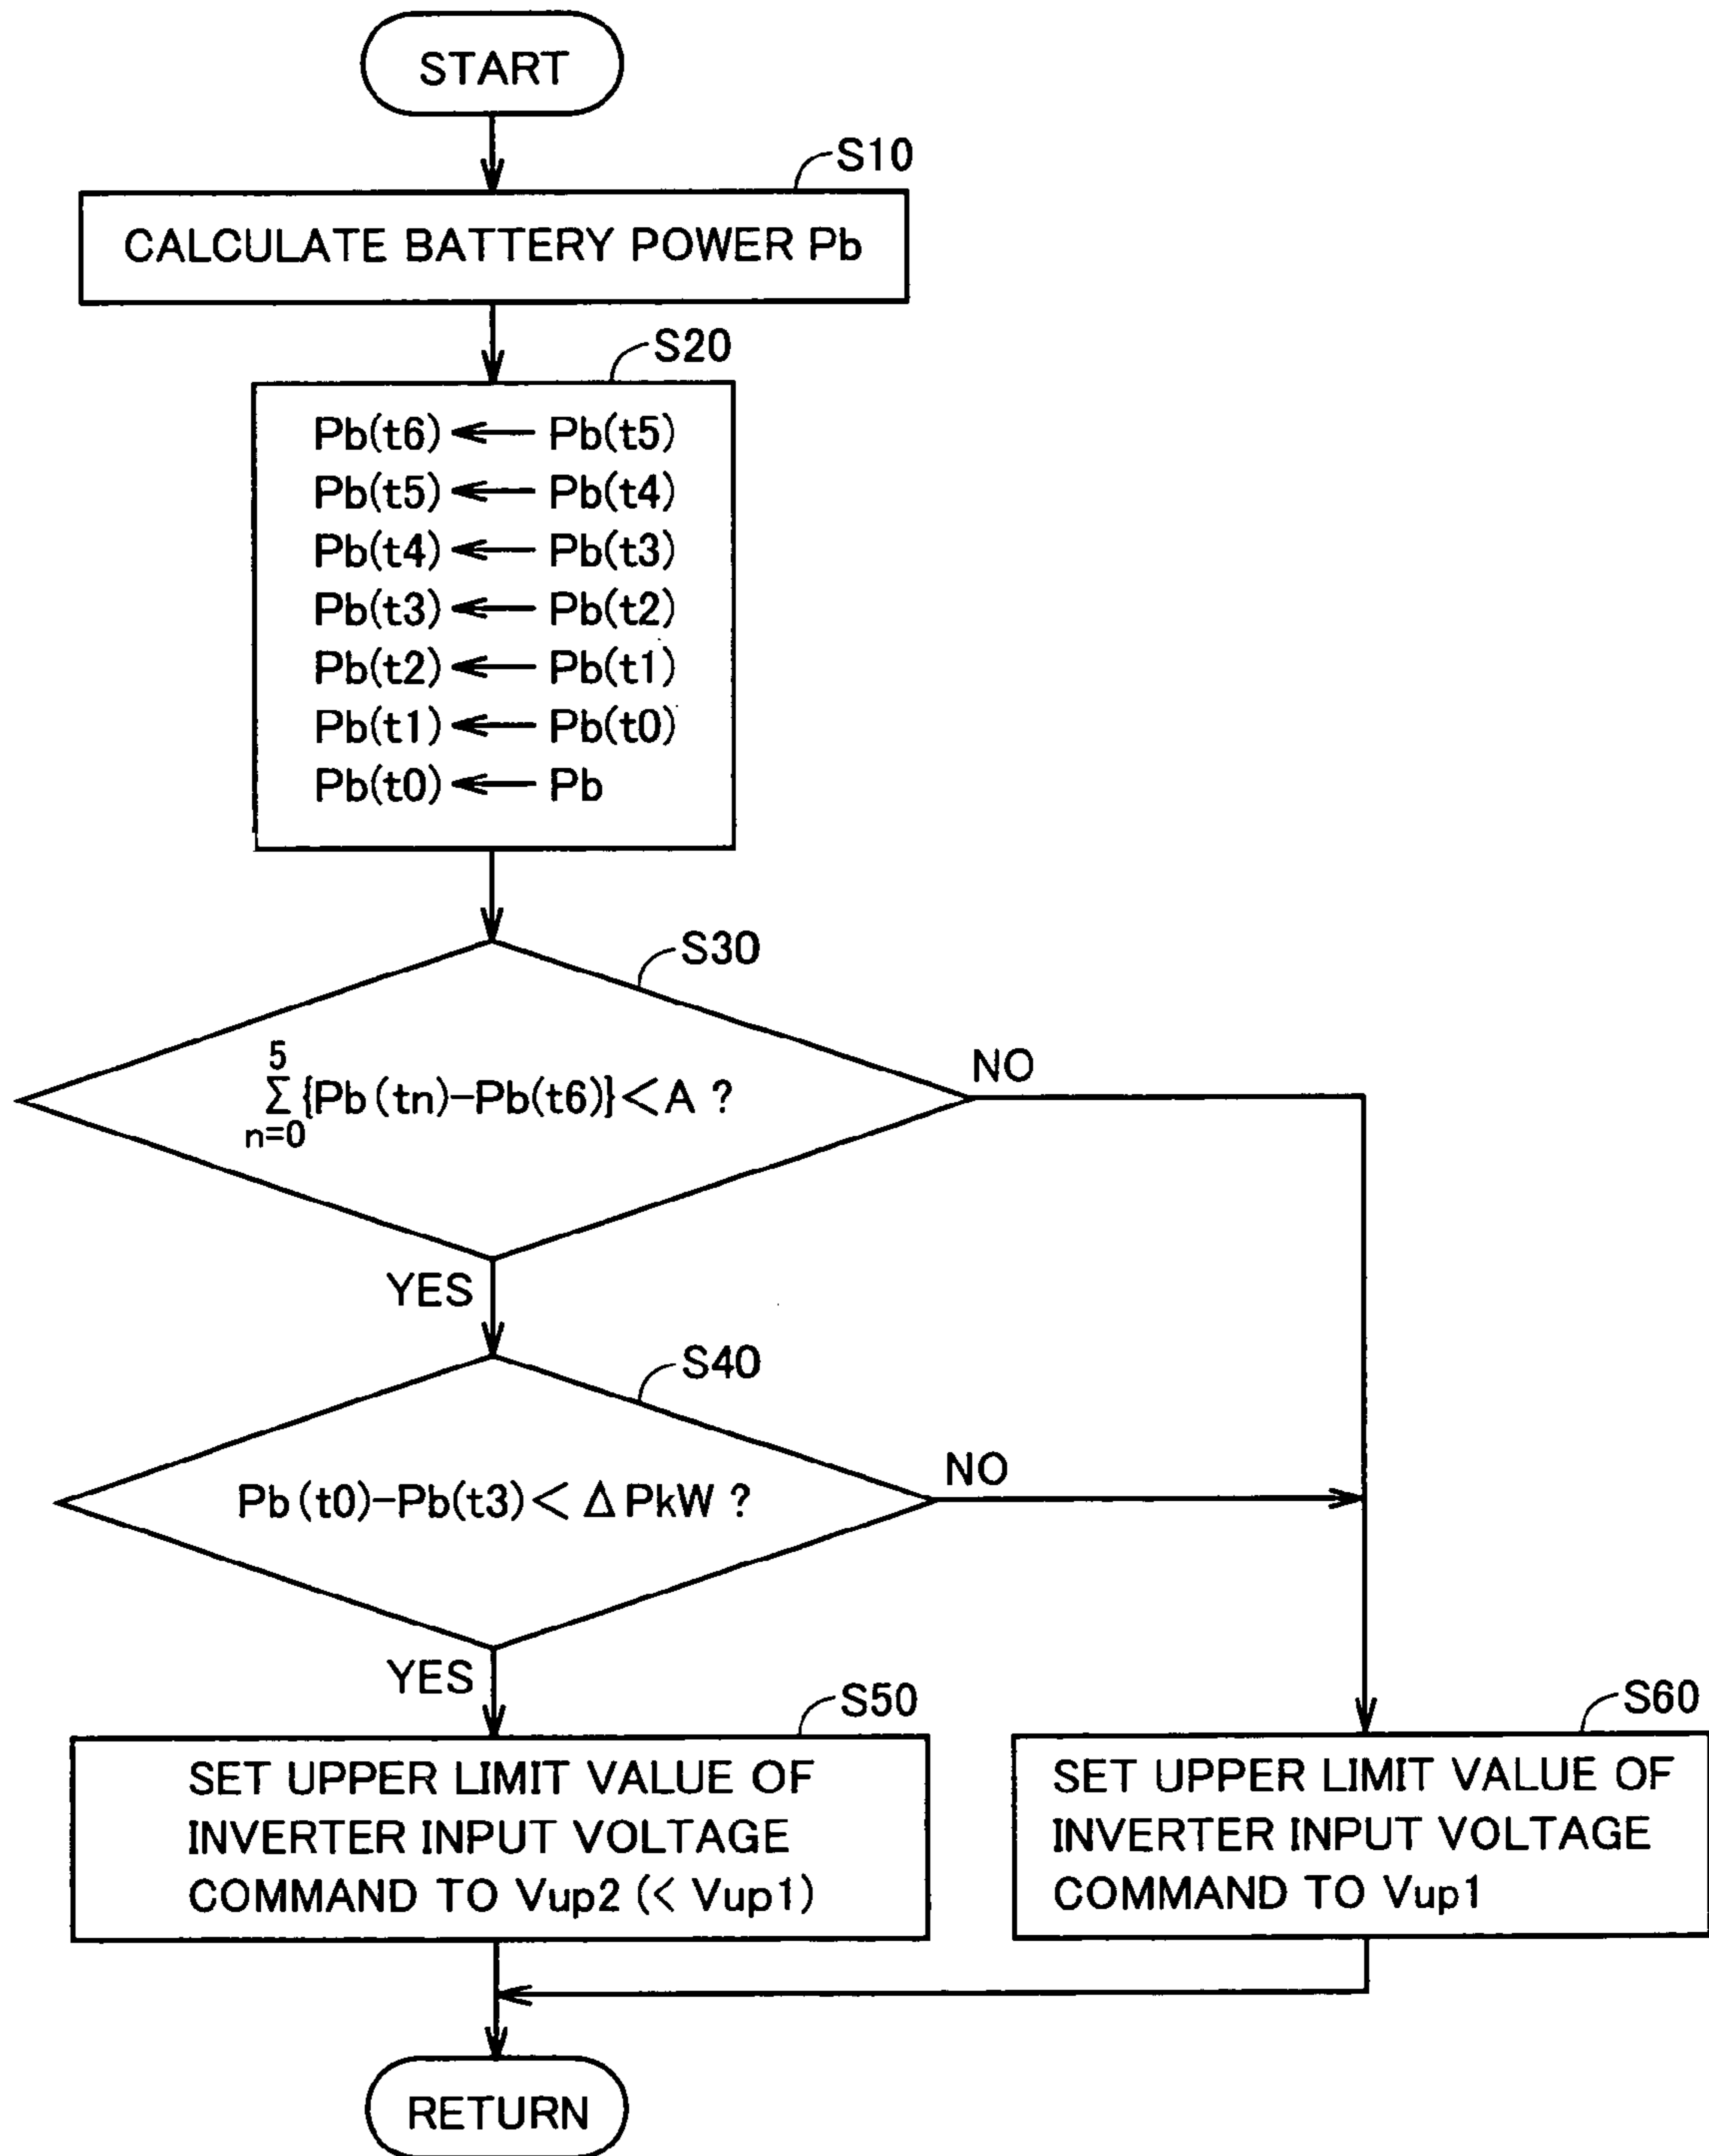 START
S10
CALCULATE BATTERY POWER Pb
S20
Pb(t6) ← Pb(t5)
Pb(t5) ← Pb(t4)
Pb(t4) ← Pb(t3)
Pb(t3) ← Pb(t2)
Pb(t2) ← Pb(t1)
Pb(t1) ← Pb(t0)
Pb(t0) ← Pb
S30
5
Σ{Pb(tn)-Pb(t6)}<A ?
n=0
NO
YES
S40
Pb(t0)-Pb(t3)< Δ PkW ?
NO
YES
S50
SET UPPER LIMIT VALUE OF
INVERTER INPUT VOLTAGE
COMMAND TO Vup2 (< Vup1)
S60
SET UPPER LIMIT VALUE OF
INVERTER INPUT VOLTAGE
COMMAND TO Vup1
RETURN